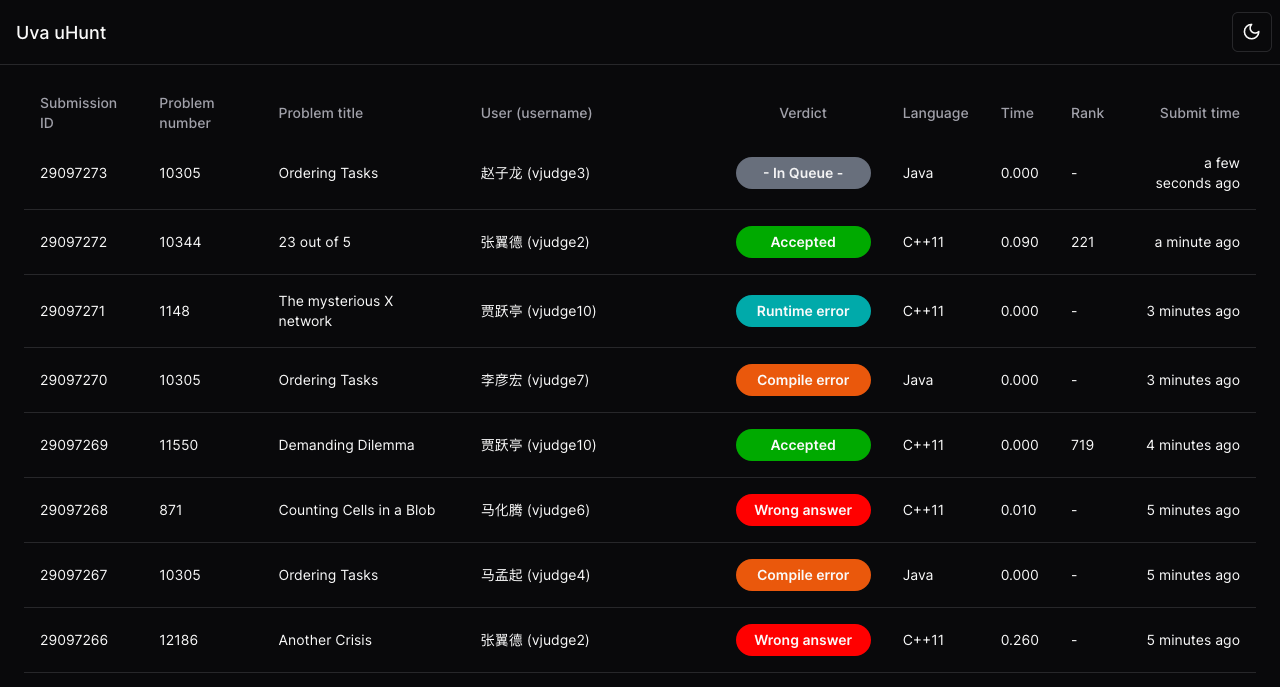 Uva uHunt
Submission ID Problem number Problem title User (username) Verdict Language Time Rank Submit time
29097273 10305 Ordering Tasks 赵子龙 (vjudge3) - In Queue - Java 0.000 - a few seconds ago
29097272 10344 23 out of 5 张翼德 (vjudge2) Accepted C++11 0.090 221 a minute ago
29097271 1148 The mysterious X network 贾跃亭 (vjudge10) Runtime error C++11 0.000 - 3 minutes ago
29097270 10305 Ordering Tasks 李彦宏 (vjudge7) Compile error Java 0.000 - 3 minutes ago
29097269 11550 Demanding Dilemma 贾跃亭 (vjudge10) Accepted C++11 0.000 719 4 minutes ago
29097268 871 Counting Cells in a Blob 马化腾 (vjudge6) Wrong answer C++11 0.010 - 5 minutes ago
29097267 10305 Ordering Tasks 马孟起 (vjudge4) Compile error Java 0.000 - 5 minutes ago
29097266 12186 Another Crisis 张翼德 (vjudge2) Wrong answer C++11 0.260 - 5 minutes ago